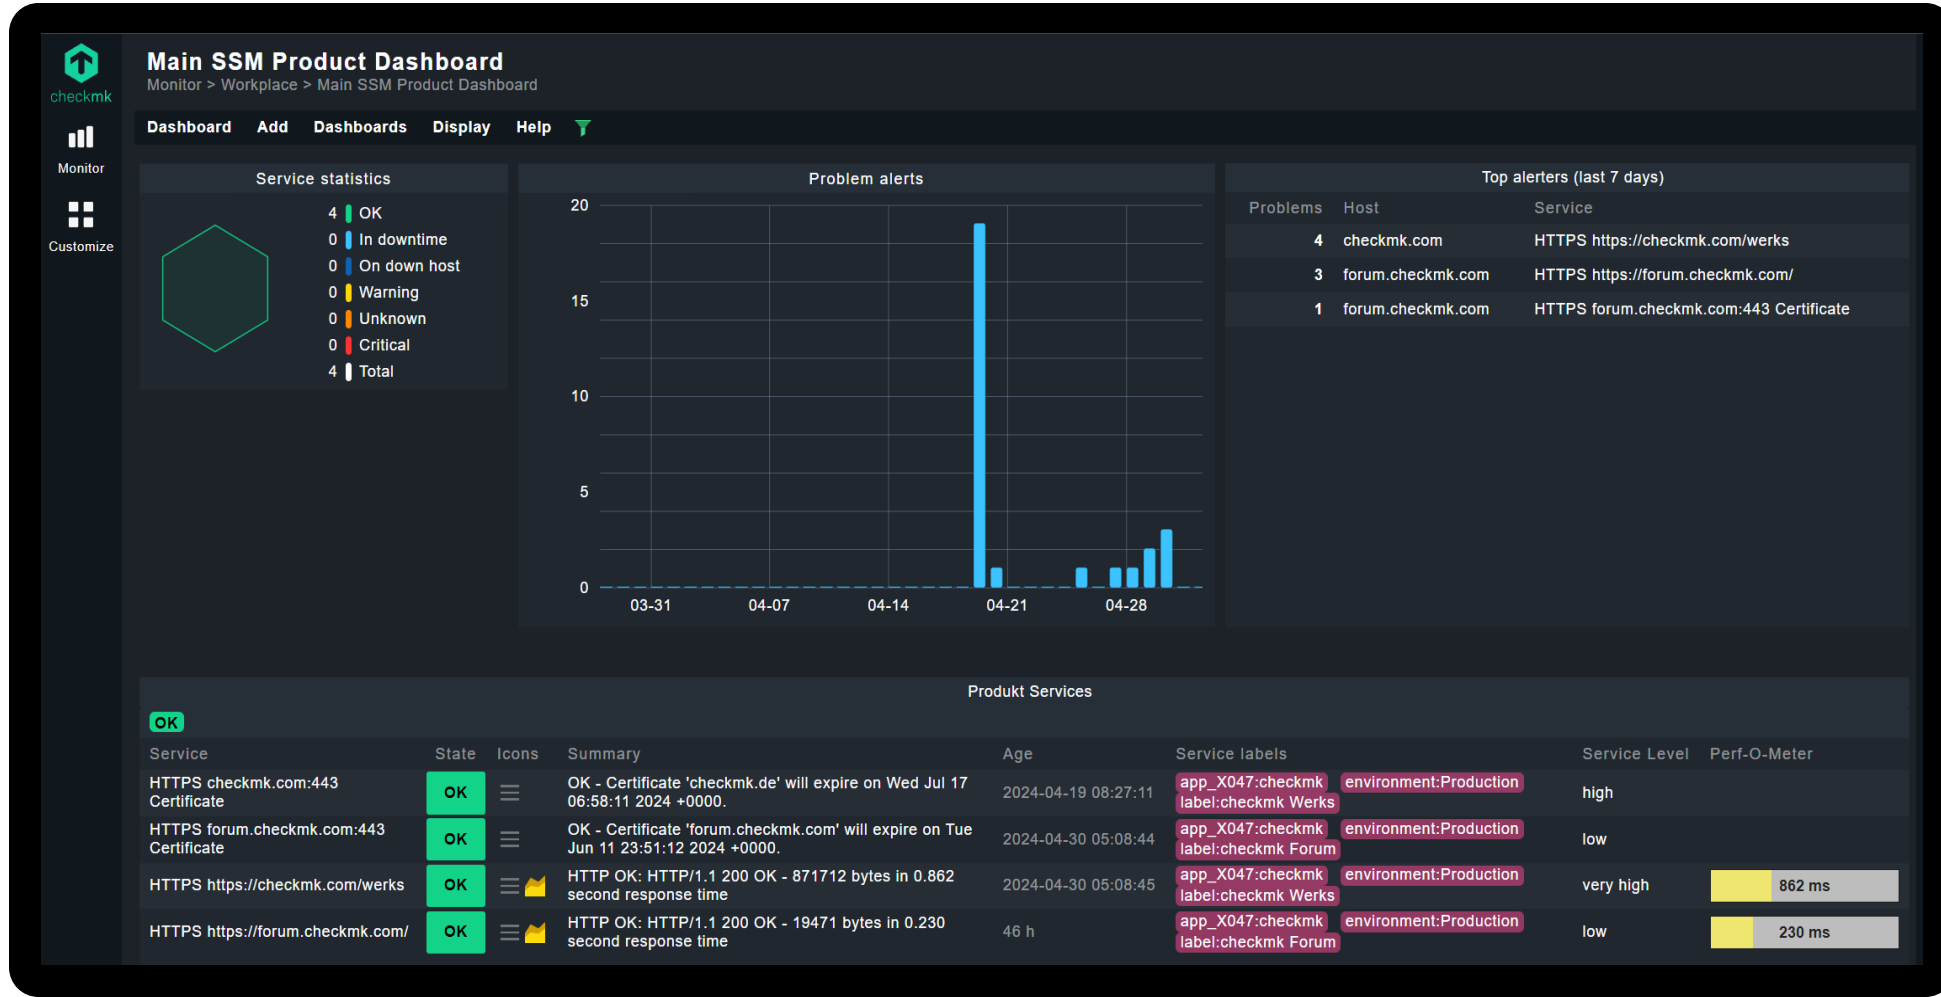 Main SSM Product Dashboard
Monitor > Workplace > Main SSM Product Dashboard
checkmk
Monitor
Customize
Dashboard Add Dashboards Display Help
Service statistics
4 OK
0 In downtime
0 On down host
0 Warning
0 Unknown
0 Critical
4 Total
Problem alerts
20
15
10
5
0
03-31 04-07 04-14 04-21 04-28
Top alerters (last 7 days)
Problems Host Service
4 checkmk.com HTTPS https://checkmk.com/werks
3 forum.checkmk.com HTTPS https://forum.checkmk.com/
1 forum.checkmk.com HTTPS forum.checkmk.com:443 Certificate
Produkt Services
OK
Service State Icons Summary Age Service labels Service Level Perf-O-Meter
HTTPS checkmk.com:443
Certificate
OK
OK - Certificate 'checkmk.de' will expire on Wed Jul 17
06:58:11 2024 +0000.
2024-04-19 08:27:11
app_X047:checkmk environment:Production
label:checkmk Werks
high
HTTPS forum.checkmk.com:443
Certificate
OK
OK - Certificate 'forum.checkmk.com' will expire on Tue
Jun 11 23:51:12 2024 +0000.
2024-04-30 05:08:44
app_X047:checkmk environment:Production
label:checkmk Forum
low
HTTPS https://checkmk.com/werks
OK
HTTP OK: HTTP/1.1 200 OK - 871712 bytes in 0.862
second response time
2024-04-30 05:08:45
app_X047:checkmk environment:Production
label:checkmk Werks
very high
862 ms
HTTPS https://forum.checkmk.com/
OK
HTTP OK: HTTP/1.1 200 OK - 19471 bytes in 0.230
second response time
46 h
app_X047:checkmk environment:Production
label:checkmk Forum
low
230 ms